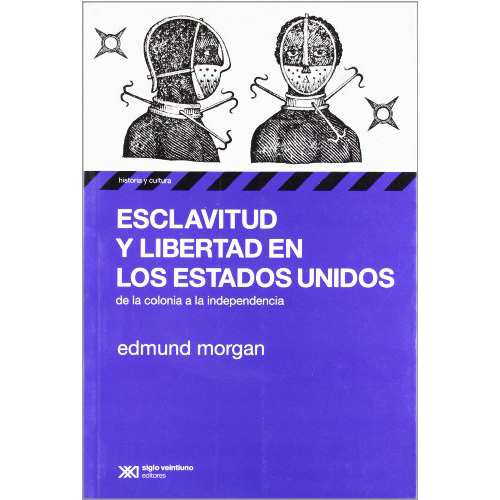 historia y cultura
ESCLAVITUD
Y LIBERTAD EN
LOS ESTADOS UNIDOS
de la colonia a la independencia
edmund morgan
siglo veintiuno
editores